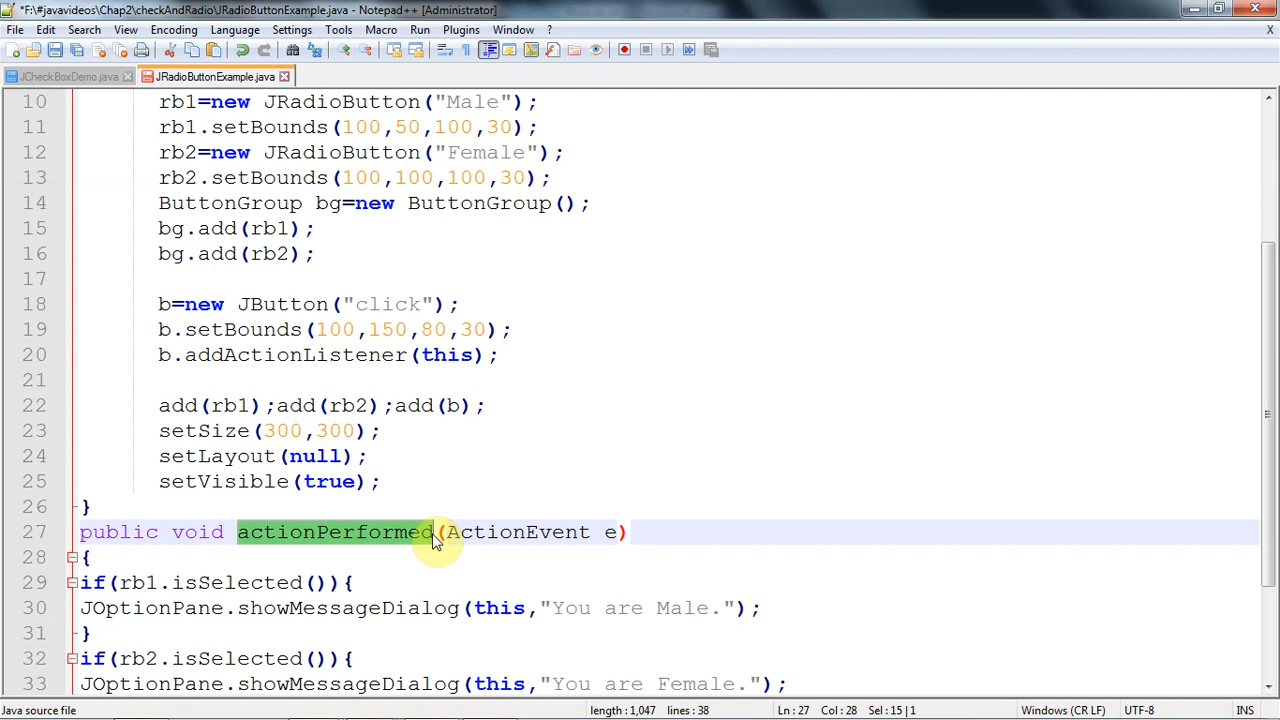 *F:\#javavideos\Chap2\checkAndRadio\JRadioButtonExample.java - Notepad++ [Administrator]
File Edit Search View Encoding Language Settings Tools Macro Run Plugins Window ? X
JCheckBoxDemo.java JRadioButtonExample.java
10 rb1=new JRadioButton("Male");
11 rb1.setBounds(100,50,100,30);
12 rb2=new JRadioButton("Female");
13 rb2.setBounds(100,100,100,30);
14 ButtonGroup bg=new ButtonGroup();
15 bg.add(rb1);
16 bg.add(rb2);
17
18 b=new JButton("click");
19 b.setBounds(100,150,80,30);
20 b.addActionListener(this);
21
22 add(rb1);add(rb2);add(b);
23 setSize(300,300);
24 setLayout(null);
25 setVisible(true);
26 }
27 public void actionPerformed(ActionEvent e)
28 {
29 if(rb1.isSelected()){
30 JOptionPane.showMessageDialog(this,"You are Male.");
31 }
32 if(rb2.isSelected()){
33 JOptionPane.showMessageDialog(this,"You are Female.");
Java source file length : 1,047 lines : 38 Ln : 27 Col : 28 Sel : 15 | 1 Windows (CR LF) UTF-8 INS